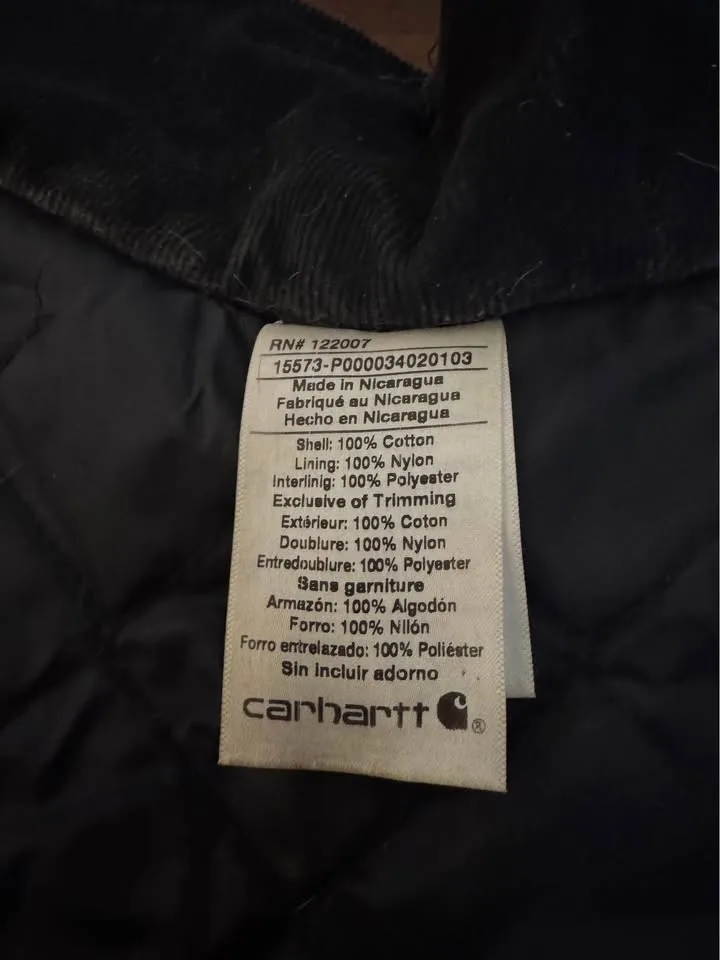 RN# 122007
15573-P000034020103
Made in Nicaragua
Fabriqué au Nicaragua
Hecho en Nicaragua
Shell: 100% Cotton
Lining: 100% Nylon
Interlinig: 100% Polyester
Exclusive of Trimming
Extérieur: 100% Coton
Doublure: 100% Nylon
Entredoublure: 100% Polyester
Sans garniture
Armazón: 100% Algodón
Forro: 100% Nilón
Forro entrelazado: 100% Poliéster
Sin incluir adorno
carhartt ®